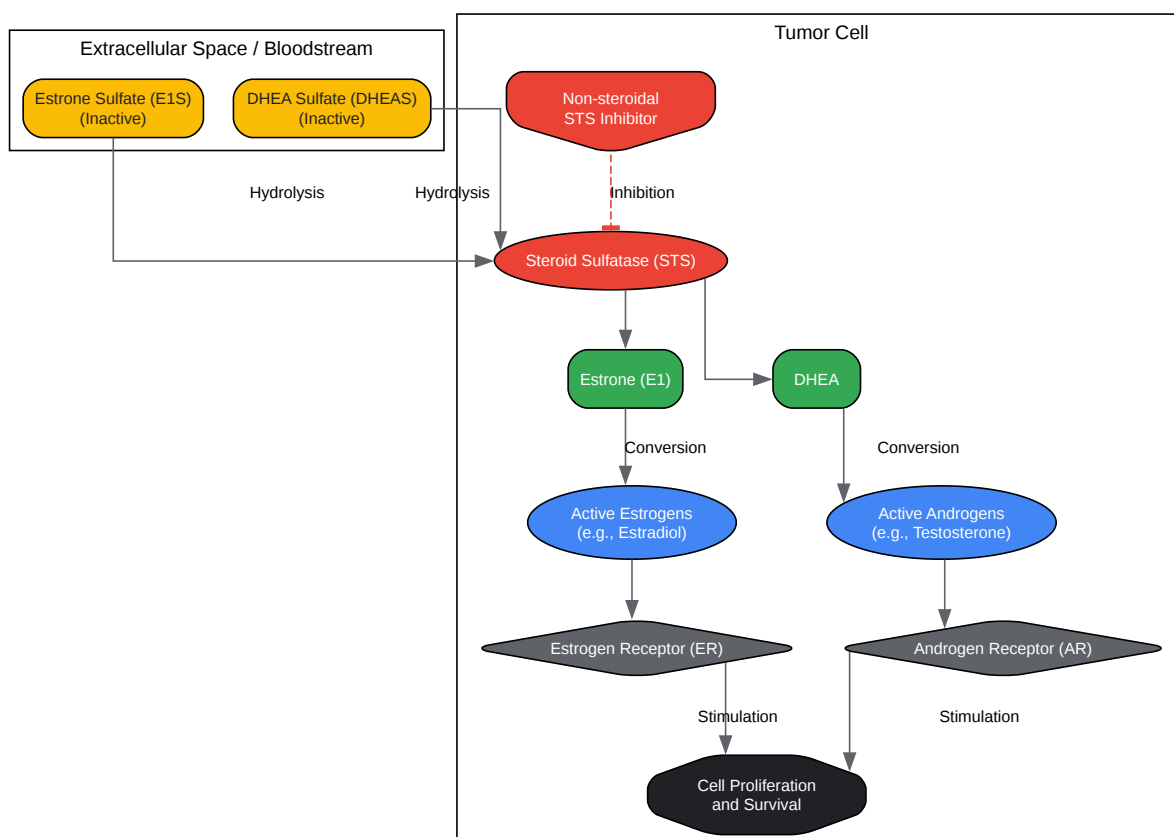 Extracellular Space / Bloodstream
Tumor Cell
Estrone Sulfate (E1S)
(Inactive)
DHEA Sulfate (DHEAS)
(Inactive)
Non-steroidal
STS Inhibitor
Hydrolysis
Hydrolysis
Inhibition
Steroid Sulfatase (STS)
Estrone (E1)
DHEA
Conversion
Conversion
Active Estrogens
(e.g., Estradiol)
Active Androgens
(e.g., Testosterone)
Estrogen Receptor (ER)
Androgen Receptor (AR)
Stimulation
Stimulation
Cell Proliferation
and Survival